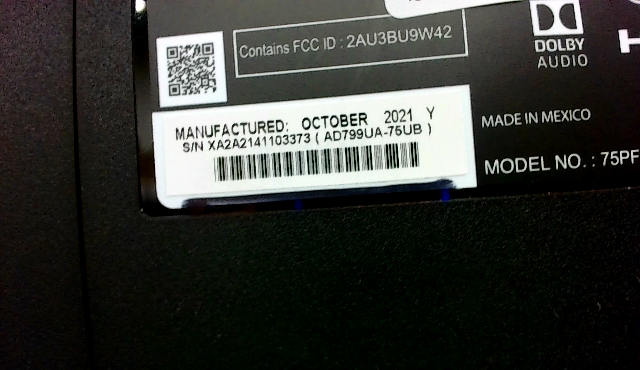 Contains FCC ID : 2AU3BU9W42
DOLBY
AUDIO
MANUFACTURED: OCTOBER 2021 Y
S/N XA2A2141103373 ( AD799UA-75UB )
MADE IN MEXICO
MODEL NO. : 75PF